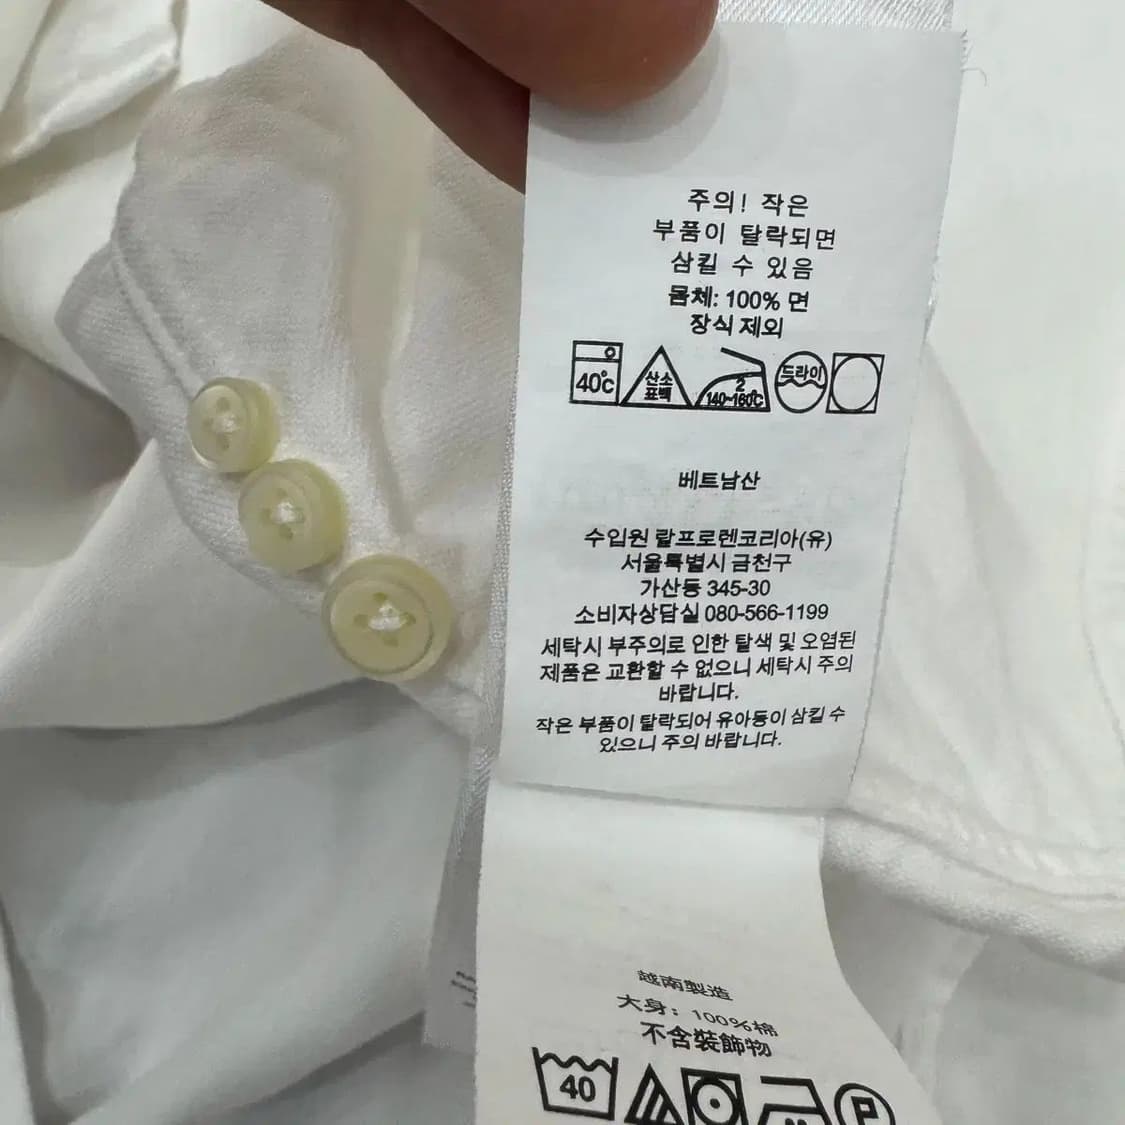 주의! 작은
부품이 탈락되면
삼킬 수 있음
몸체: 100% 면
장식 제외
40℃
산소
표백
2
140~160℃
드라이
베트남산
수입원 랄프로렌코리아(유)
서울특별시 금천구
가산동 345-30
소비자상담실 080-566-1199
세탁시 부주의로 인한 탈색 및 오염된
제품은 교환할 수 없으니 세탁시 주의
바랍니다.
작은 부품이 탈락되어 유아동이 삼킬 수
있으니 주의 바랍니다.
越南製造
大身: 100%棉
不含裝飾物
40
P